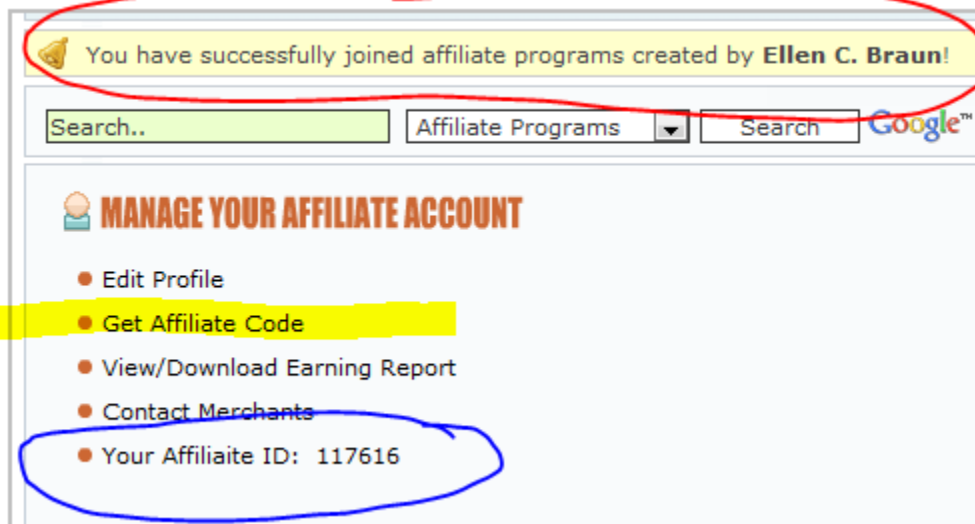 You have successfully joined affiliate programs created by Ellen C. Braun!
Search.. Affiliate Programs Search Google™
MANAGE YOUR AFFILIATE ACCOUNT
Edit Profile
Get Affiliate Code
View/Download Earning Report
Contact Merchants
Your Affiliaite ID: 117616